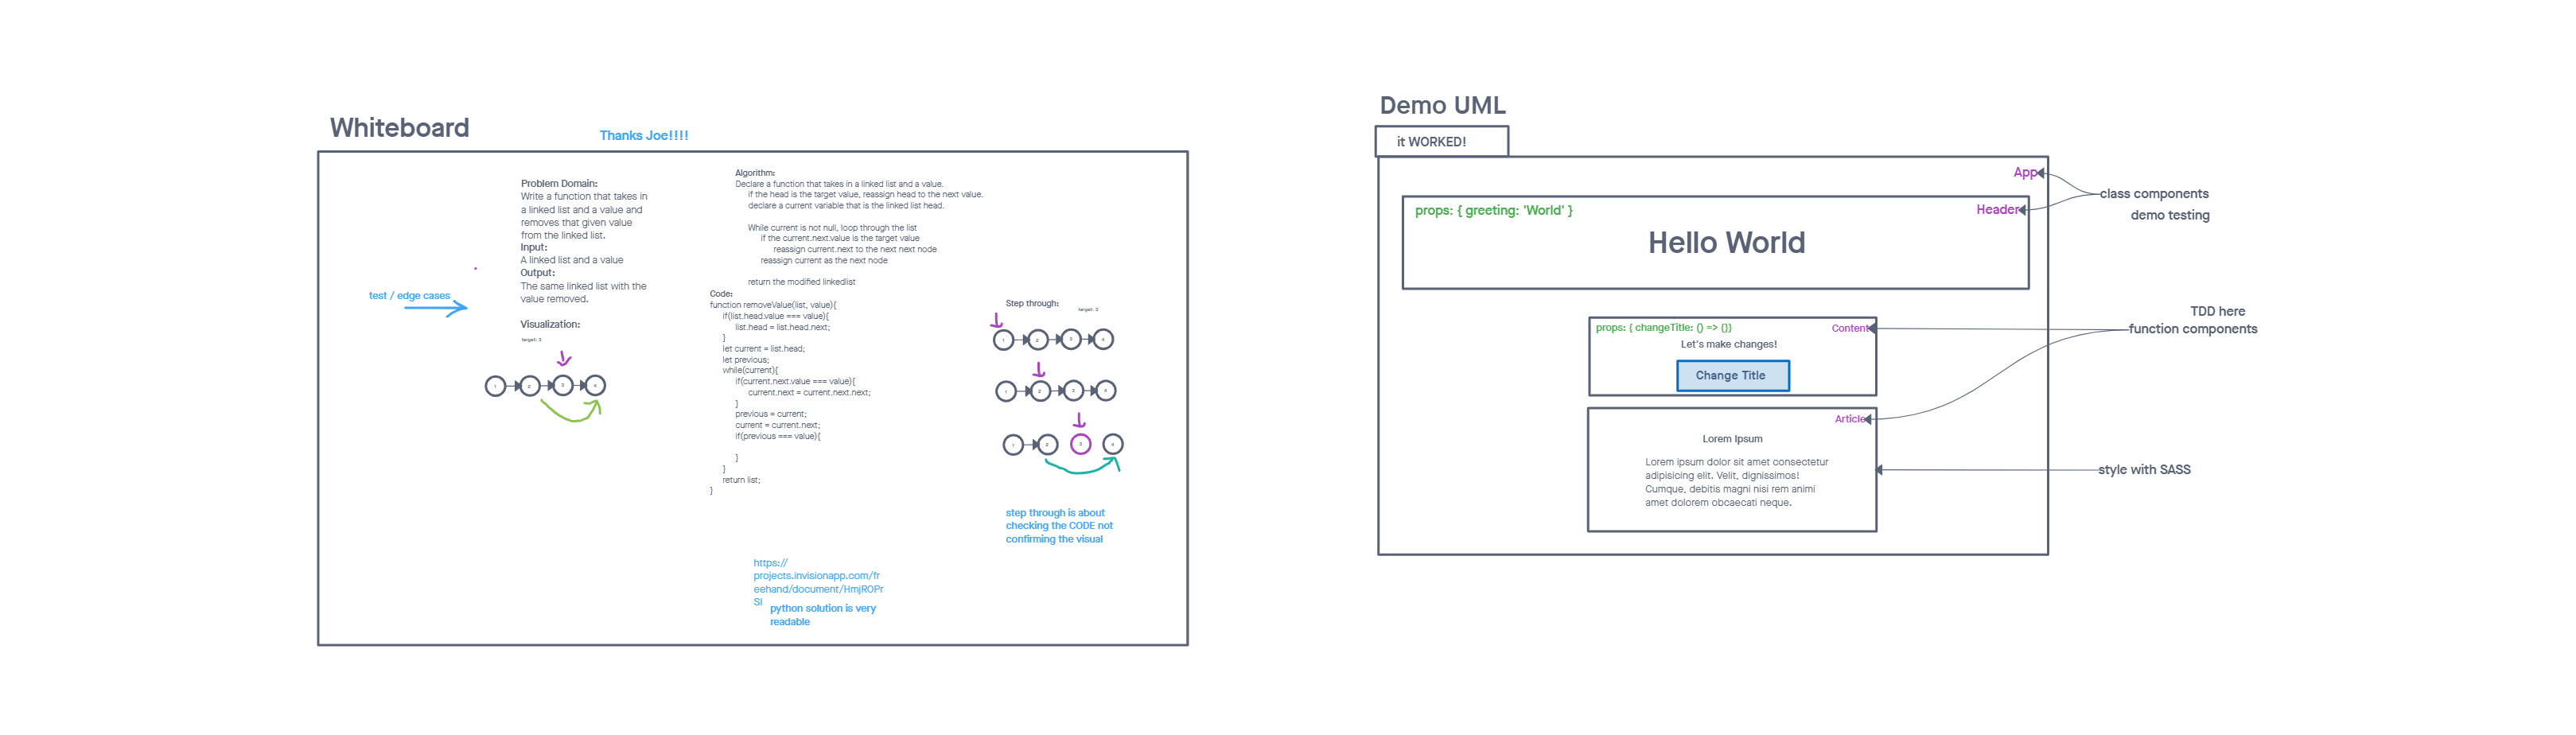 Whiteboard
Thanks Joe!!!!
Problem Domain:
Write a function that takes in
a linked list and a value and
removes that given value
from the linked list.
Input:
A linked list and a value
Output:
The same linked list with the
value removed.
Visualization:
target: 3
1
2
3
4
test / edge cases
Algorithm:
Declare a function that takes in a linked list and a value.
if the head is the target value, reassign head to the next value.
declare a current variable that is the linked list head.
While current is not null, loop through the list
if the current.next.value is the target value
reassign current.next to the next next node
reassign current as the next node
return the modified linkedlist
Code:
function removeValue(list, value){
if(list.head.value === value){
list.head = list.head.next;
}
let current = list.head;
let previous;
while(current){
if(current.next.value === value){
current.next = current.next.next;
}
previous = current;
current = current.next;
if(previous === value){
}
}
return list;
}
Step through:
target: 3
1
2
3
4
1
2
3
4
1
2
3
4
step through is about
checking the CODE not
confirming the visual
https://
projects.invisionapp.com/fr
eehand/document/HmjR0Pr
SI
python solution is very
readable
Demo UML
it WORKED!
App
props: { greeting: 'World' }
Header
Hello World
class components
demo testing
props: { changeTitle: () => {}}
Content
Let's make changes!
Change Title
TDD here
function components
Article
Lorem Ipsum
Lorem ipsum dolor sit amet consectetur
adipisicing elit. Velit, dignissimos!
Cumque, debitis magni nisi rem animi
amet dolorem obcaecati neque.
style with SASS